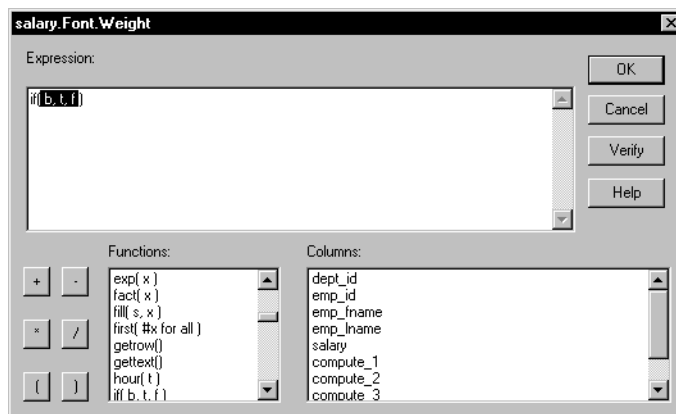 salary.Font.Weight
Expression:
if( b, t, f )
OK
Cancel
Verify
Help
Functions:
Columns:
+ -
* /
( )
exp( x )
fact( x )
fill( s, x )
first( #x for all )
getrow()
gettext()
hour( t )
if( b, t, f )
dept_id
emp_id
emp_fname
emp_lname
salary
compute_1
compute_2
compute_3